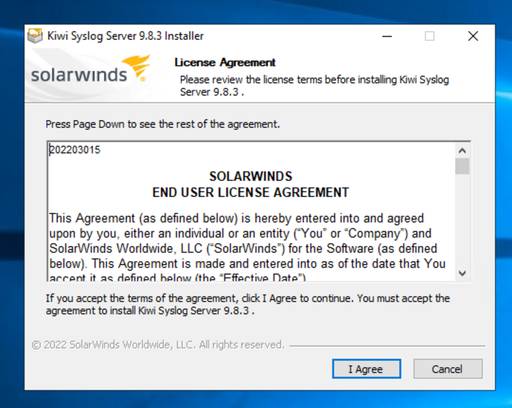 Kiwi Syslog Server 9.8.3 Installer
solarwinds
License Agreement
Please review the license terms before installing Kiwi Syslog
Server 9.8.3 .
Press Page Down to see the rest of the agreement.
202203015
SOLARWINDS
END USER LICENSE AGREEMENT
This Agreement (as defined below) is hereby entered into and agreed
upon by you, either an individual or an entity (“You” or “Company”) and
SolarWinds Worldwide, LLC (“SolarWinds”) for the Software (as defined
below). This Agreement is made and entered into as of the date that You
accept it as defined below (the “Effective Date”)
If you accept the terms of the agreement, click I Agree to continue. You must accept the
agreement to install Kiwi Syslog Server 9.8.3 .
© 2022 SolarWinds Worldwide, LLC. All rights reserved.
I Agree
Cancel